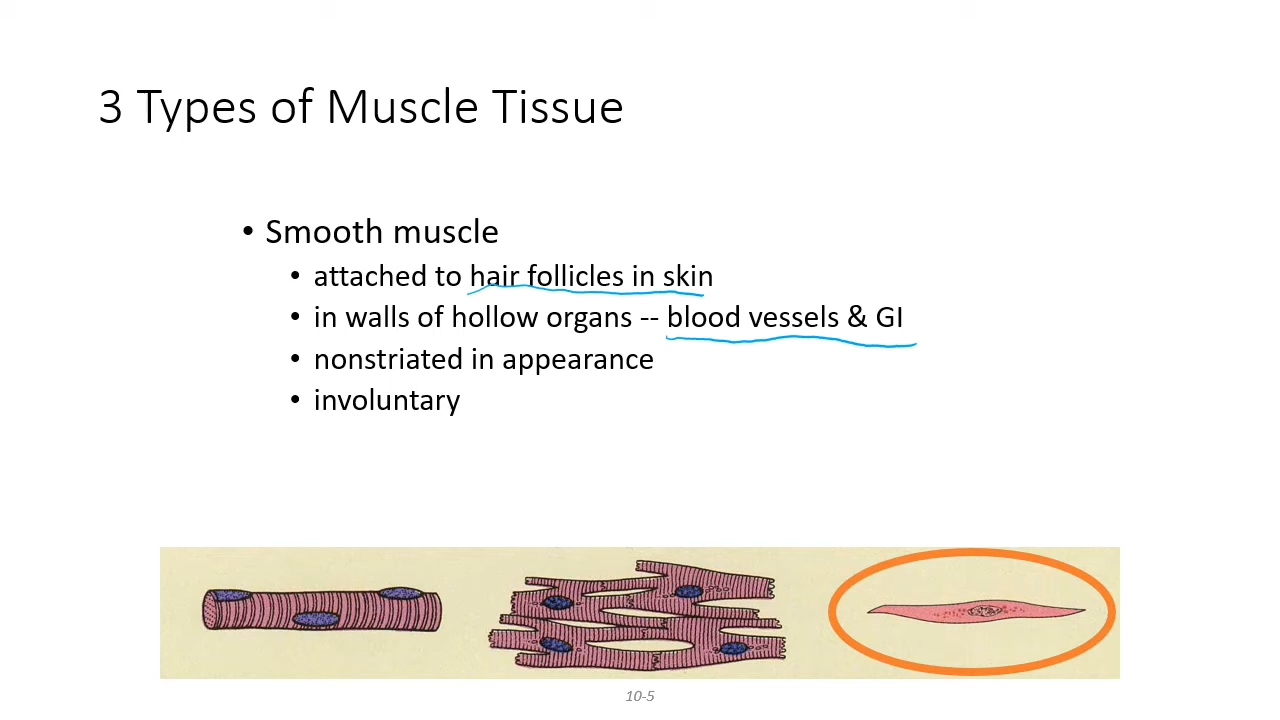 3 Types of Muscle Tissue
• Smooth muscle
• attached to hair follicles in skin
• in walls of hollow organs -- blood vessels & GI
• nonstriated in appearance
• involuntary
10-5